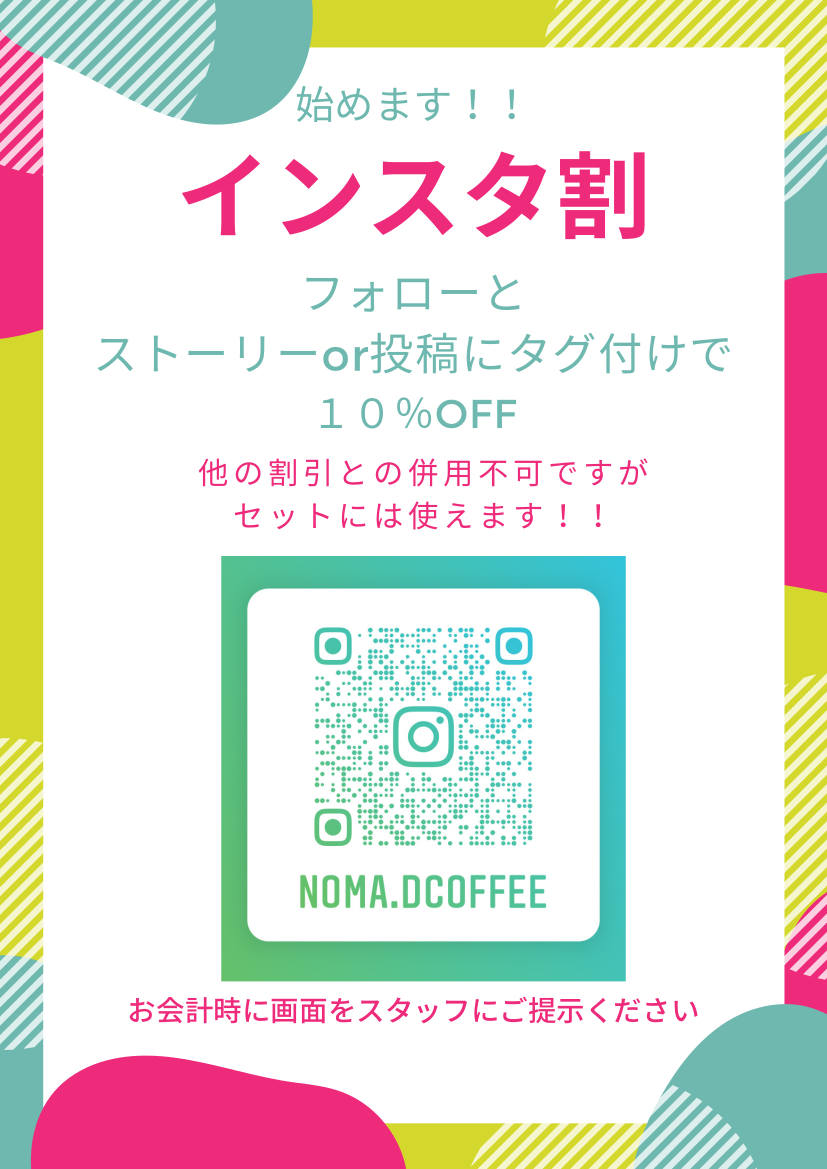 始めます！！
インスタ割
フォローと
ストーリーor投稿にタグ付けで
１０％OFF
他の割引との併用不可ですが
セットには使えます！！
NOMA.DCOFFEE
お会計時に画面をスタッフにご提示ください